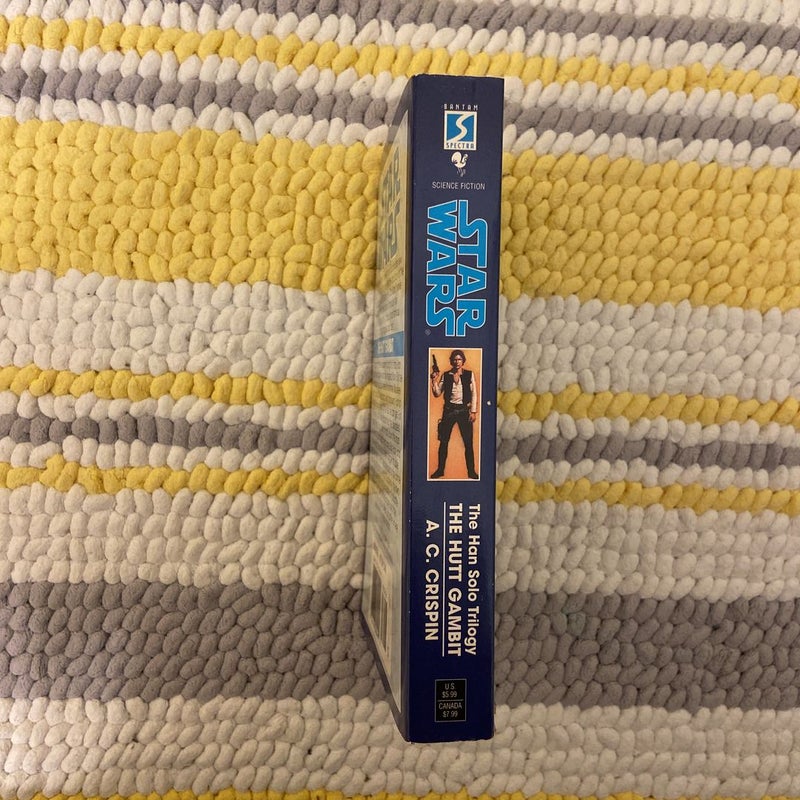 BANTAM
SPECTRA
SCIENCE FICTION
STAR
WARS®
The Han Solo Trilogy
THE HUTT GAMBIT
A. C. CRISPIN
U.S.
$5.99
CANADA
$7.99